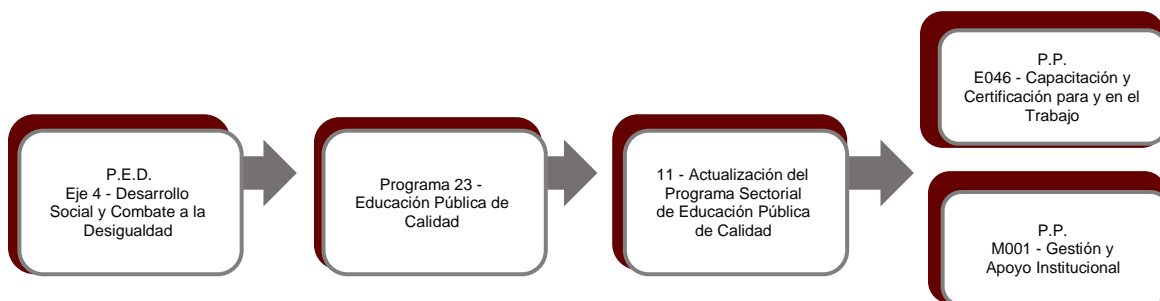 P.E.D.
Eje 4 - Desarrollo
Social y Combate a la
Desigualdad
Programa 23 -
Educación Pública de
Calidad
11 - Actualización del
Programa Sectorial
de Educación Pública
de Calidad
P.P.
E046 - Capacitación y
Certificación para y en el
Trabajo
P.P.
M001 - Gestión y
Apoyo Institucional